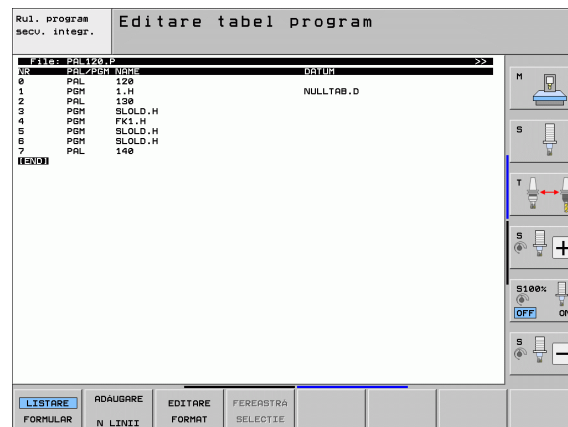 Rul. program
secv. integr.
Editare tabel program
File: PAL120.P >>
NR PAL/PGM NAME DATUM
0 PAL 120
1 PGM 1.H NULLTAB.D
2 PAL 130
3 PGM SLOLD.H
4 PGM FK1.H
5 PGM SLOLD.H
6 PGM SLOLD.H
7 PAL 140
[END]
M
S
T
S
+
S100%
OFF ON
S
-
LISTARE
FORMULAR
ADĂUGARE
N LINII
EDITARE
FORMAT
FEREASTRĂ
SELECTIE